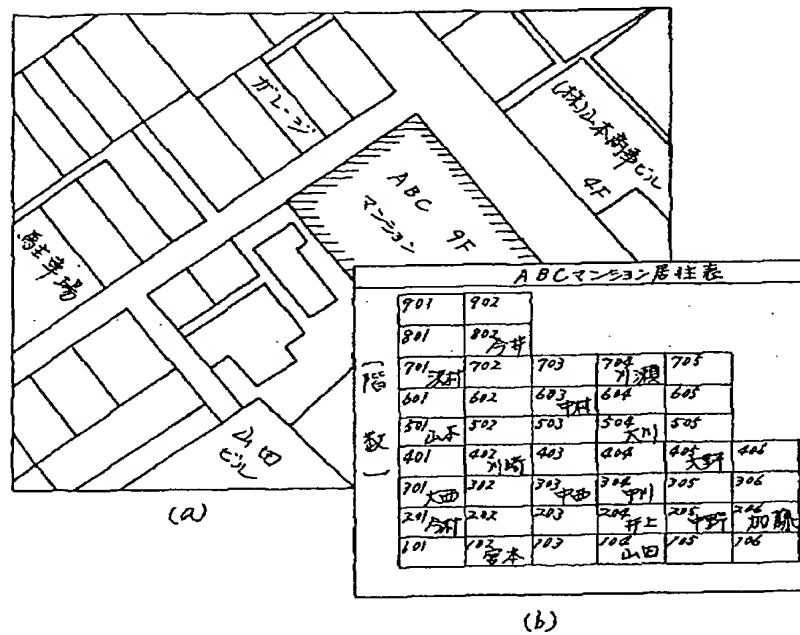 ガレージ
(株)山本商事ビル
4F
ABC
マンション
9F
駐車場
山田
ビル
(a)
ABCマンション居住表
(階数)
901 902
801 802 今井
701 沢村 702 703 704 川瀬 705
601 602 603 中村 604 605
501 山本 502 503 504 大川 505
401 402 川崎 403 404 405 天野 406
301 大西 302 303 中西 304 中川 305 306
201 今村 202 203 204 井上 205 中野 206 加藤
101 102 宮本 103 104 山田 105 106
(b)